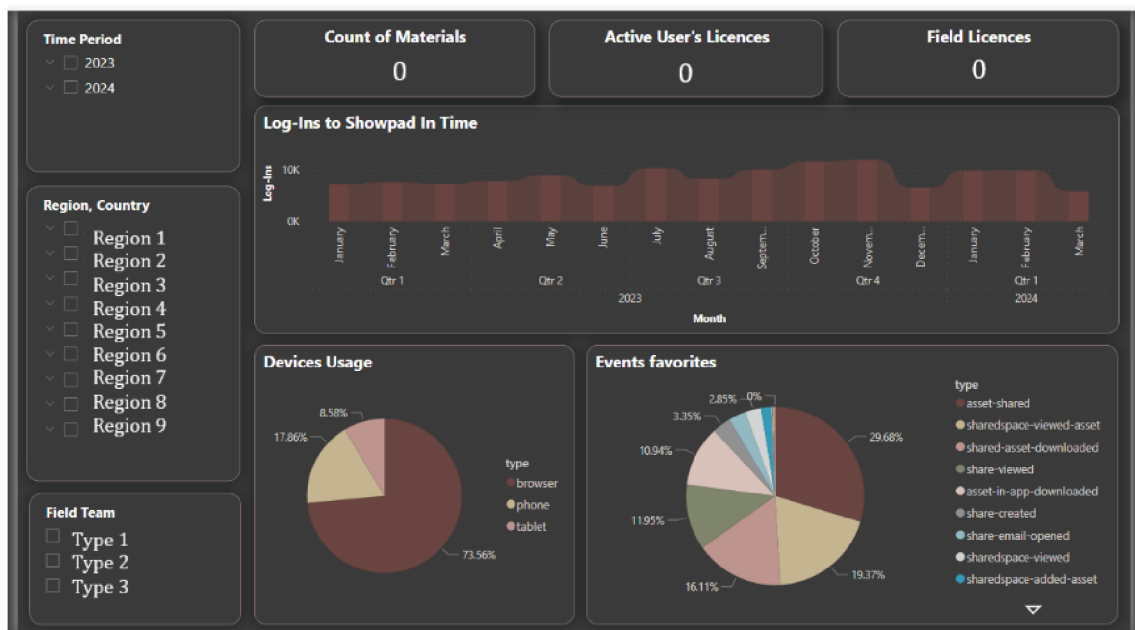 Time Period
2023
2024
Count of Materials
0
Active User's Licences
0
Field Licences
0
Log-Ins to Showpad In Time
Log-Ins
10K
0K
January
February
March
April
May
June
July
August
Septem...
October
Novem...
Decem...
January
February
March
Qtr 1
Qtr 2
Qtr 3
Qtr 4
Qtr 1
2023
2024
Month
Region, Country
Region 1
Region 2
Region 3
Region 4
Region 5
Region 6
Region 7
Region 8
Region 9
Field Team
Type 1
Type 2
Type 3
Devices Usage
8.58%
17.86%
73.56%
type
browser
phone
tablet
Events favorites
2.85%
0%
3.35%
10.94%
11.95%
16.11%
19.37%
29.68%
type
asset-shared
sharedspace-viewed-asset
shared-asset-downloaded
share-viewed
asset-in-app-downloaded
share-created
share-email-opened
sharedspace-viewed
sharedspace-added-asset